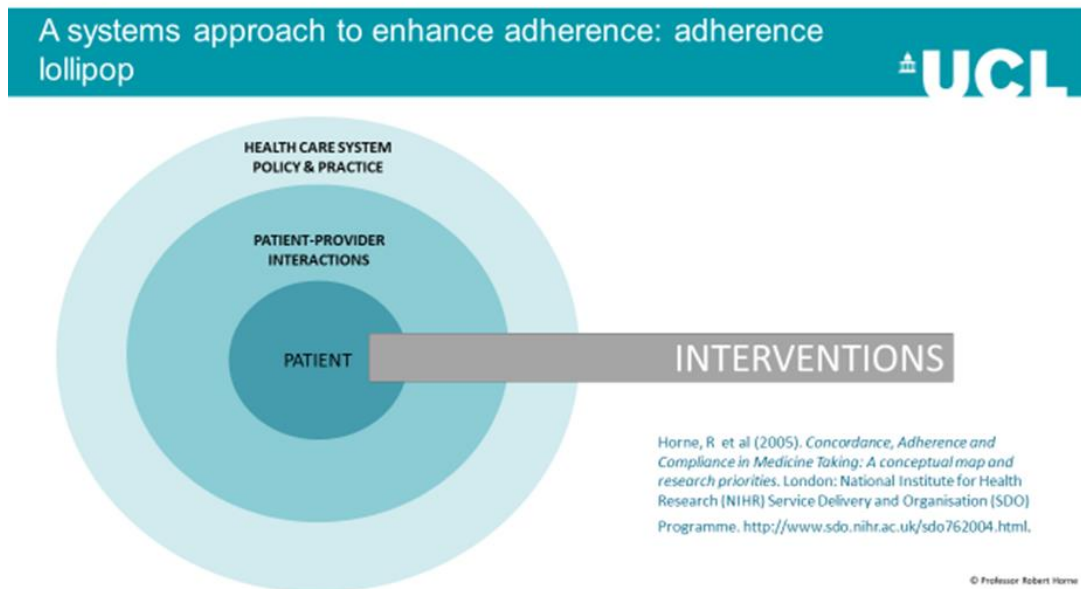 A systems approach to enhance adherence: adherence
lollipop
UCL
HEALTH CARE SYSTEM
POLICY & PRACTICE
PATIENT-PROVIDER
INTERACTIONS
PATIENT
INTERVENTIONS
Horne, R et al (2005). Concordance, Adherence and
Compliance in Medicine Taking: A conceptual map and
research priorities. London: National Institute for Health
Research (NIHR) Service Delivery and Organisation (SDO)
Programme. http://www.sdo.nihr.ac.uk/sdo762004.html.
© Professor Robert Horne